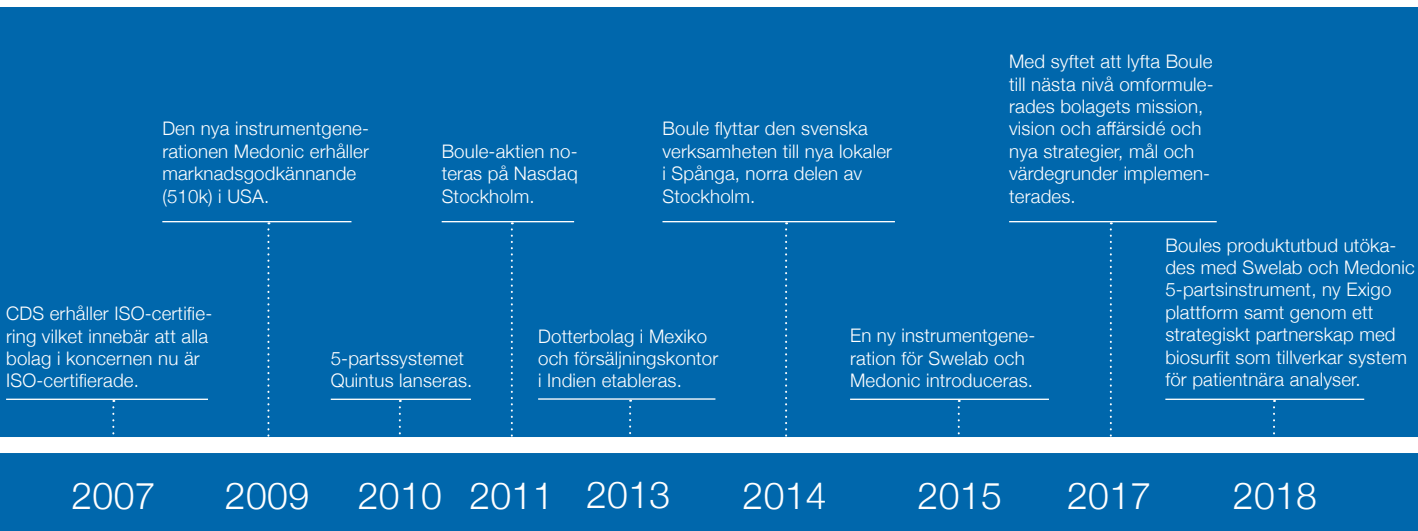 CDS erhåller ISO-certifie-
ring vilket innebär att alla
bolag i koncernen nu är
ISO-certifierade.
Den nya instrumentgene-
rationen Medonic erhåller
marknadsgodkännande
(510k) i USA.
5-partssystemet
Quintus lanseras.
Boule-aktien no-
teras på Nasdaq
Stockholm.
Dotterbolag i Mexiko
och försäljningskontor
i Indien etableras.
Boule flyttar den svenska
verksamheten till nya lokaler
i Spånga, norra delen av
Stockholm.
En ny instrumentgene-
ration för Swelab och
Medonic introduceras.
Med syftet att lyfta Boule
till nästa nivå omformule-
rades bolagets mission,
vision och affärsidé och
nya strategier, mål och
värdegrunder implemen-
terades.
Boules produktutbud utöka-
des med Swelab och Medonic
5-partsinstrument, ny Exigo
plattform samt genom ett
strategiskt partnerskap med
biosurfit som tillverkar system
för patientnära analyser.
2007 2009 2010 2011 2013 2014 2015 2017 2018